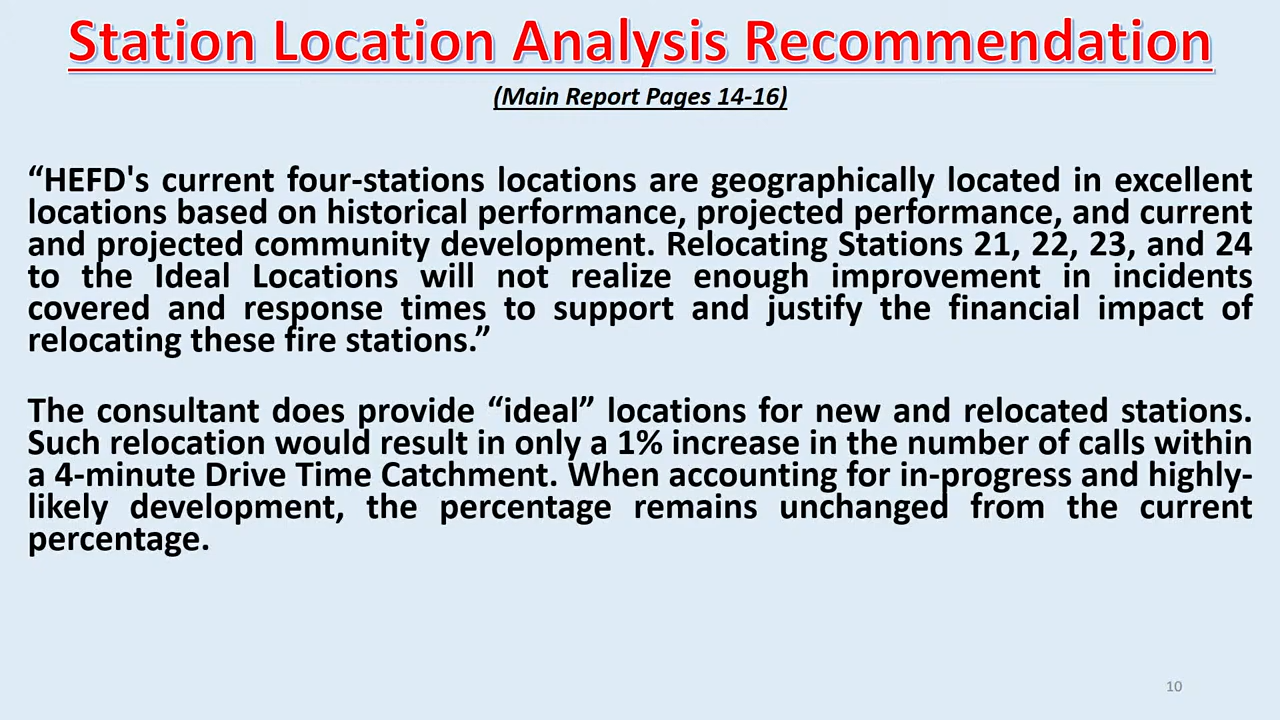 Station Location Analysis Recommendation
(Main Report Pages 14-16)
“HEFD's current four-stations locations are geographically located in excellent
locations based on historical performance, projected performance, and current
and projected community development. Relocating Stations 21, 22, 23, and 24
to the Ideal Locations will not realize enough improvement in incidents
covered and response times to support and justify the financial impact of
relocating these fire stations.”
The consultant does provide “ideal” locations for new and relocated stations.
Such relocation would result in only a 1% increase in the number of calls within
a 4-minute Drive Time Catchment. When accounting for in-progress and highly-
likely development, the percentage remains unchanged from the current
percentage.
10